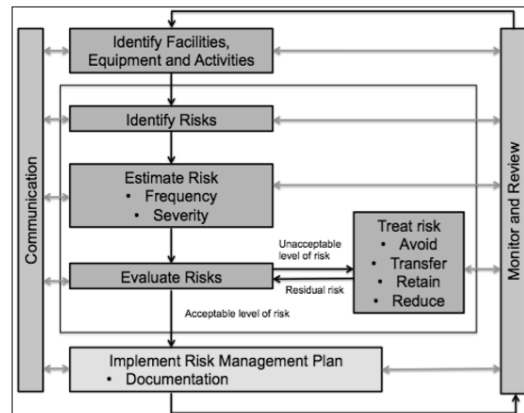 Identify Facilities,
Equipment and Activities
Identify Risks
Estimate Risk
• Frequency
• Severity
Evaluate Risks
Unacceptable
level of risk
Residual risk
Treat risk
• Avoid
• Transfer
• Retain
• Reduce
Acceptable level of risk
Implement Risk Management Plan
• Documentation
Communication
Monitor and Review